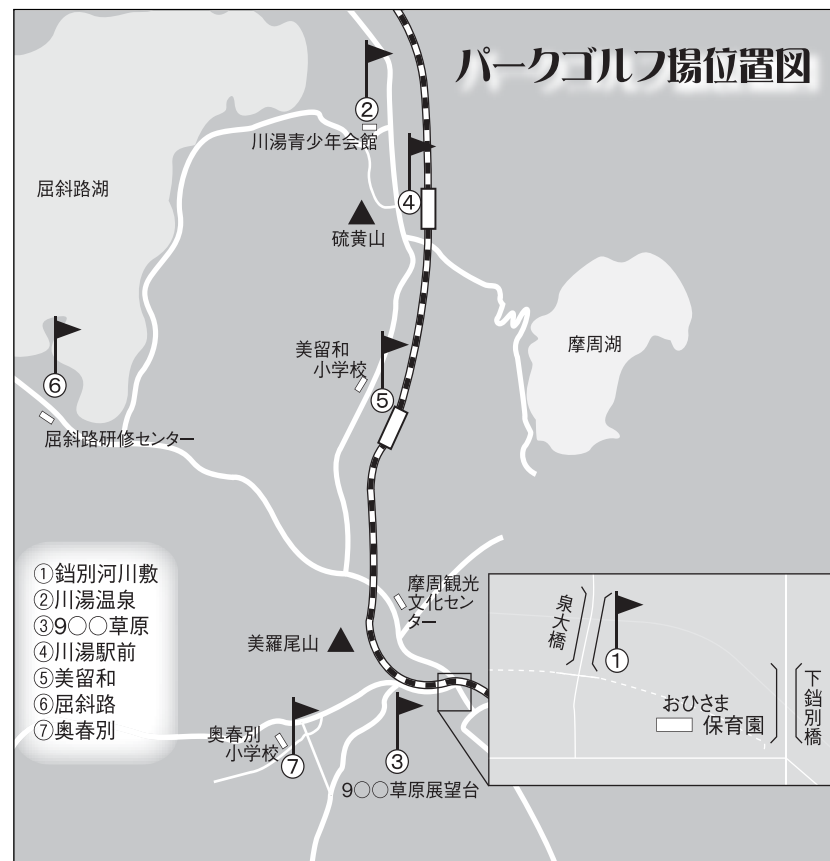 パークゴルフ場位置図
②
川湯青少年会館
④
屈斜路湖
硫黄山
摩周湖
美留和
小学校
⑤
⑥
屈斜路研修センター
①鐺別河川敷
②川湯温泉
③9○○草原
④川湯駅前
⑤美留和
⑥屈斜路
⑦奥春別
摩周観光
文化セン
ター
美羅尾山
泉大橋
①
おひさま
保育園
下鐺別橋
奥春別
小学校
⑦
③
9○○草原展望台